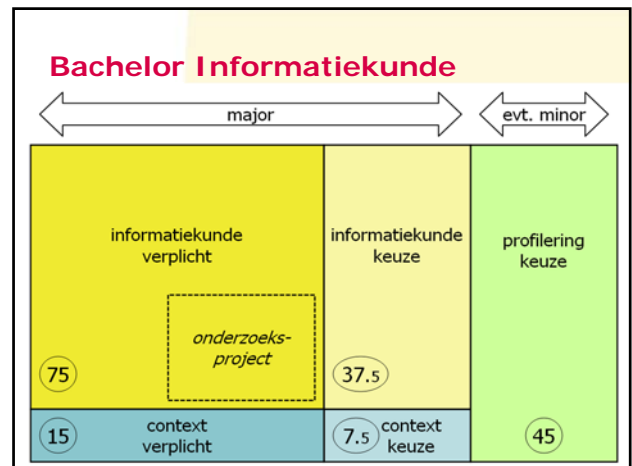 Bachelor Informatiekunde
major
evt. minor
informatiekunde
verplicht
onderzoeks-
project
75
informatiekunde
keuze
37.5
profilering
keuze
45
15
context
verplicht
7.5 context
keuze